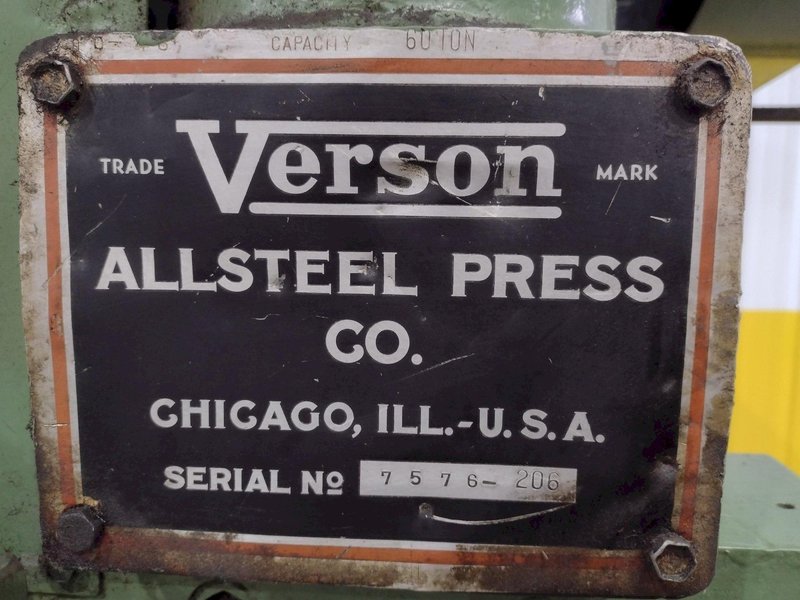 CAPACITY 60 TON
TRADE Verson MARK
ALLSTEEL PRESS
CO.
CHICAGO, ILL.-U.S.A.
SERIAL NO 7576-206